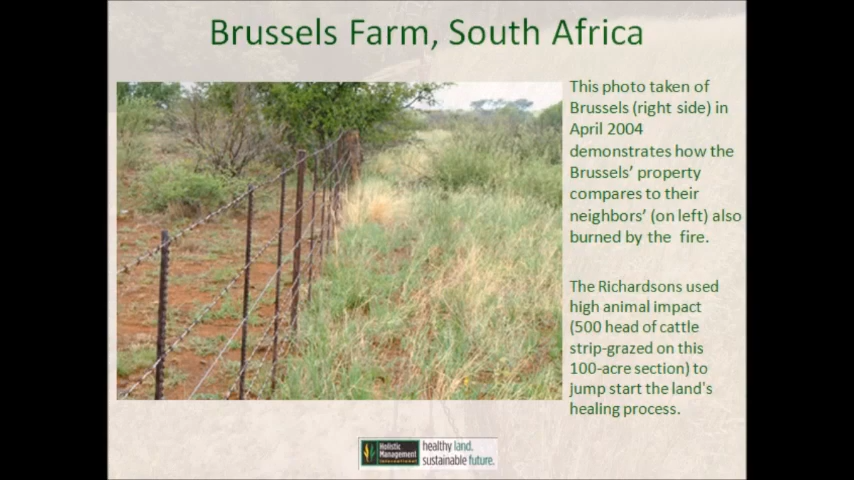 Brussels Farm, South Africa
This photo taken of
Brussels (right side) in
April 2004
demonstrates how the
Brussels’ property
compares to their
neighbors’ (on left) also
burned by the fire.
The Richardsons used
high animal impact
(500 head of cattle
strip-grazed on this
100-acre section) to
jump start the land's
healing process.
Holistic
Management
International
healthy land.
sustainable future.